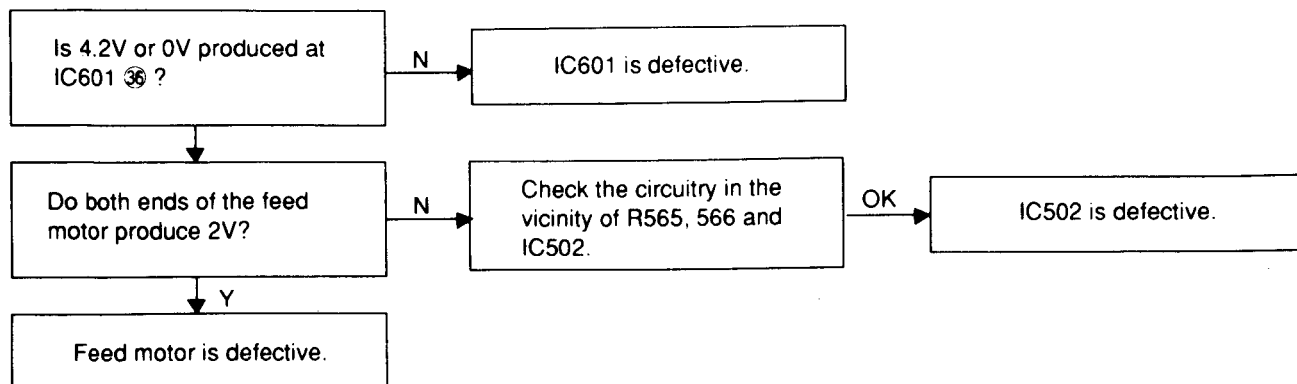 Is 4.2V or 0V produced at
IC601 ㊱ ?
N
IC601 is defective.
Do both ends of the feed
motor produce 2V?
N
Check the circuitry in the
vicinity of R565, 566 and
IC502.
OK
IC502 is defective.
Y
Feed motor is defective.